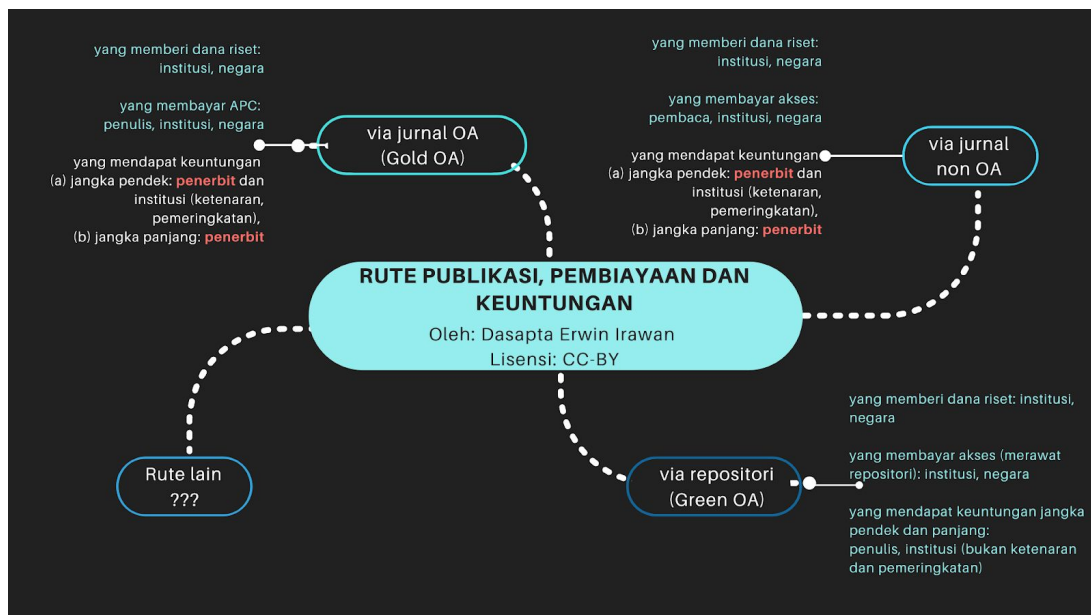 yang memberi dana riset:
institusi, negara
yang membayar APC:
penulis, institusi, negara
yang mendapat keuntungan
(a) jangka pendek: penerbit dan
institusi (ketenaran,
pemeringkatan),
(b) jangka panjang: penerbit
via jurnal OA
(Gold OA)
yang memberi dana riset:
institusi, negara
yang membayar akses:
pembaca, institusi, negara
yang mendapat keuntungan
(a) jangka pendek: penerbit dan
institusi (ketenaran,
pemeringkatan),
(b) jangka panjang: penerbit
via jurnal
non OA
RUTE PUBLIKASI, PEMBIAYAAN DAN
KEUNTUNGAN
Oleh: Dasapta Erwin Irawan
Lisensi: CC-BY
Rute lain
???
via repositori
(Green OA)
yang memberi dana riset: institusi,
negara
yang membayar akses (merawat
repositori): institusi, negara
yang mendapat keuntungan jangka
pendek dan panjang:
penulis, institusi (bukan ketenaran
dan pemeringkatan)